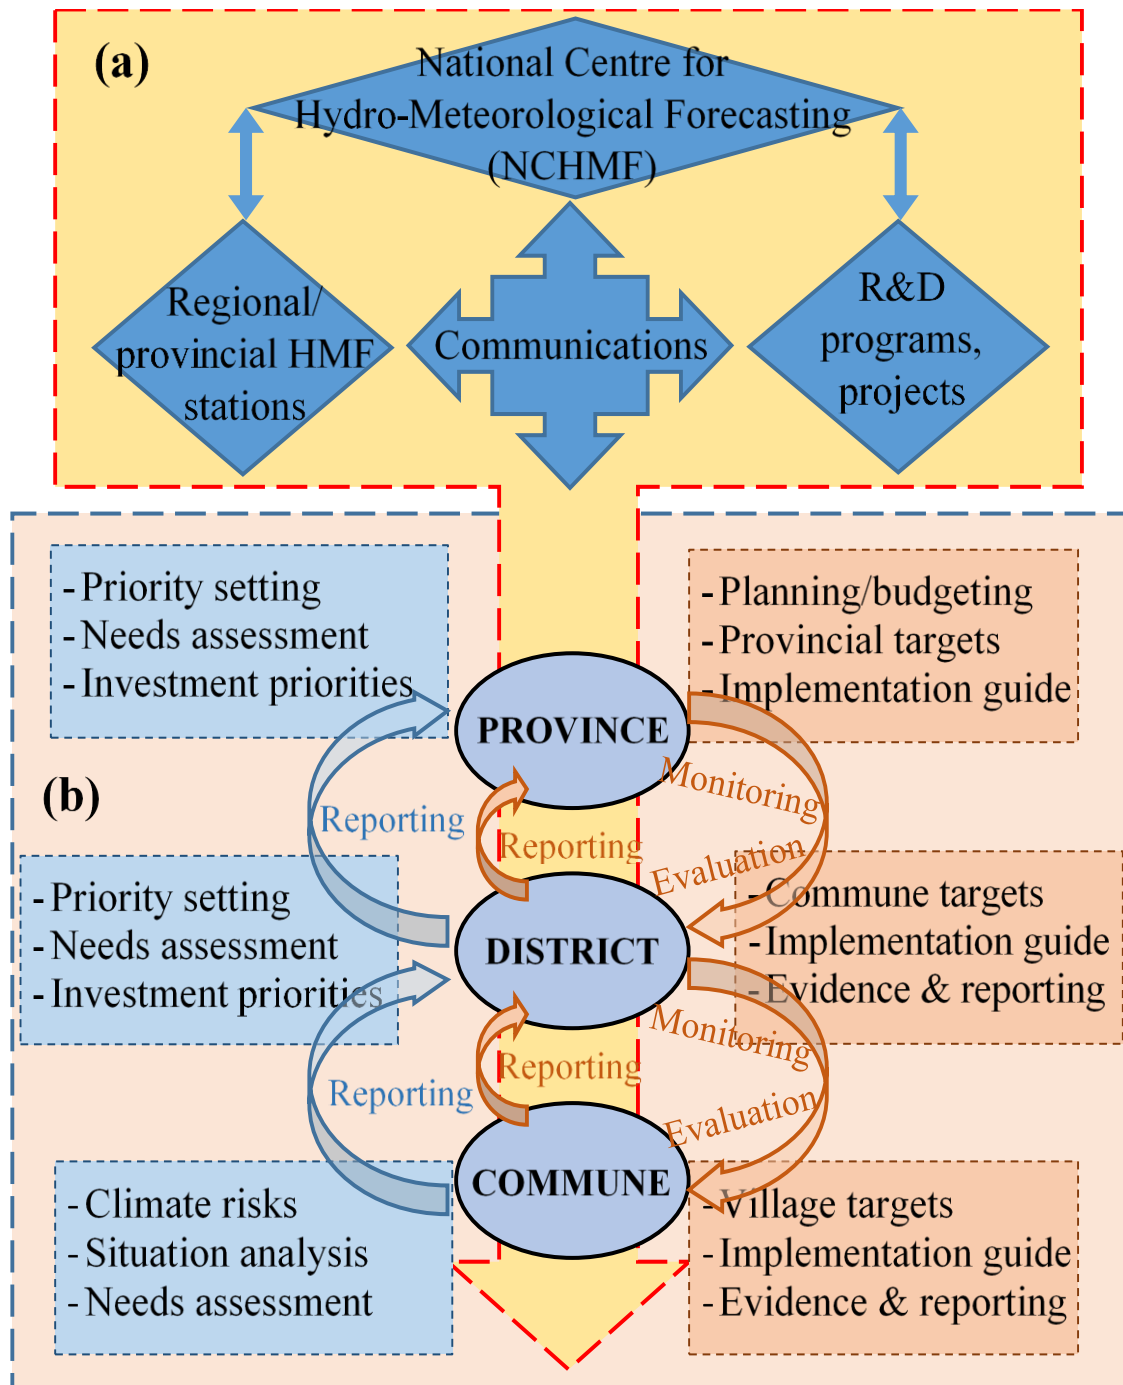 (a)
National Centre for
Hydro-Meteorological Forecasting
(NCHMF)
Regional/
provincial HMF
stations
Communications
R&D
programs,
projects
- Priority setting
- Needs assessment
- Investment priorities
- Planning/budgeting
- Provincial targets
- Implementation guide
PROVINCE
(b)
Reporting
Reporting
Monitoring
Evaluation
- Priority setting
- Needs assessment
- Investment priorities
DISTRICT
- Commune targets
- Implementation guide
- Evidence & reporting
Reporting
Reporting
Monitoring
Evaluation
- Climate risks
- Situation analysis
- Needs assessment
COMMUNE
- Village targets
- Implementation guide
- Evidence & reporting